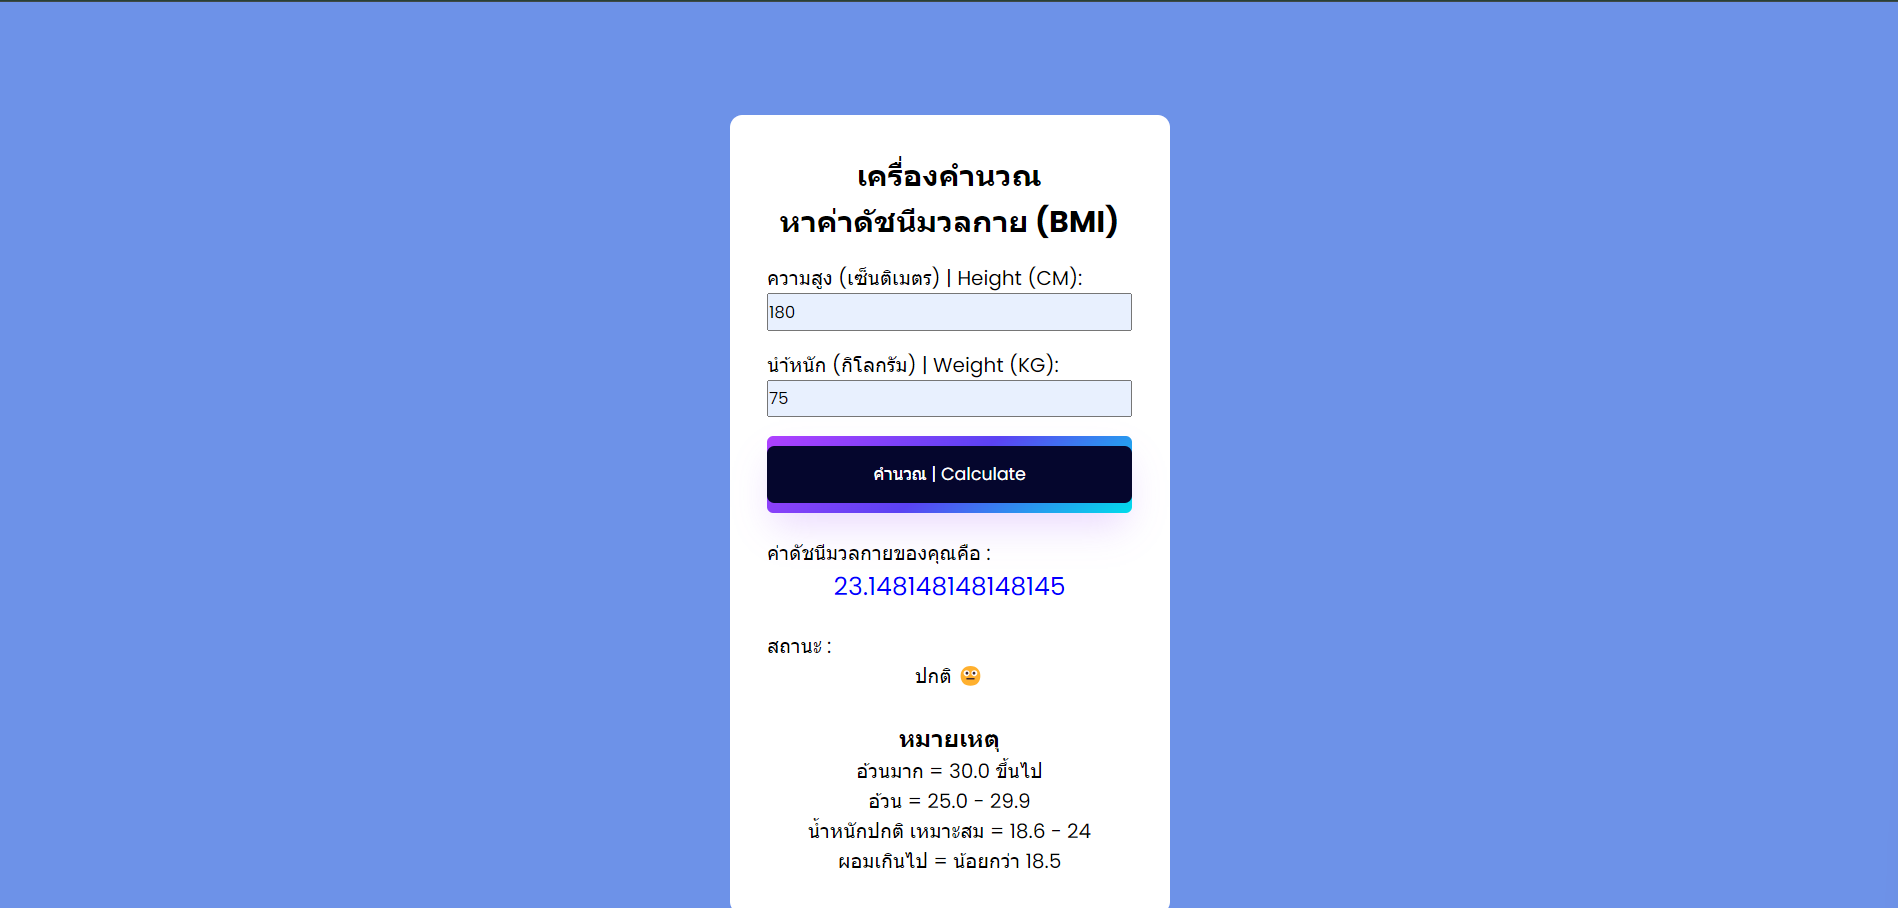 เครื่องคำนวณ
หาค่าดัชนีมวลกาย (BMI)
ความสูง (เซ็นติเมตร) | Height (CM):
180
นำ้หนัก (กิโลกรัม) | Weight (KG):
75
คำนวณ | Calculate
ค่าดัชนีมวลกายของคุณคือ :
23.148148148148145
สถานะ :
ปกติ 😐
หมายเหตุ
อ้วนมาก = 30.0 ขึ้นไป
อ้วน = 25.0 - 29.9
น้ำหนักปกติ เหมาะสม = 18.6 - 24
ผอมเกินไป = น้อยกว่า 18.5